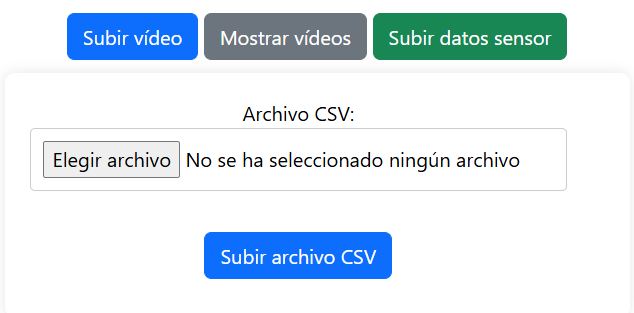 Subir vídeo Mostrar vídeos Subir datos sensor
Archivo CSV:
Elegir archivo No se ha seleccionado ningún archivo
Subir archivo CSV